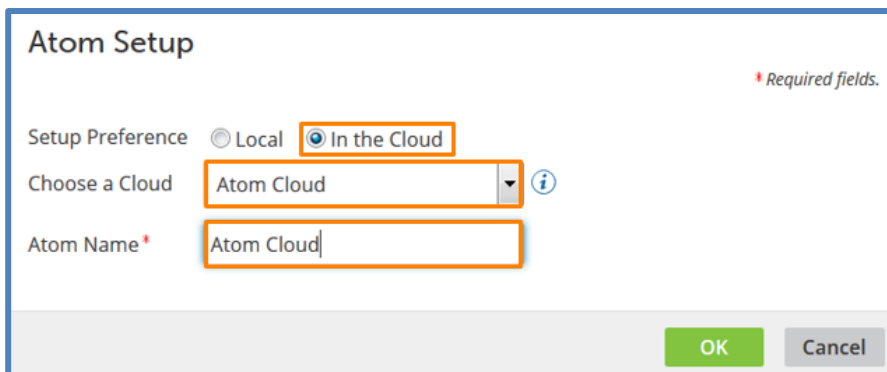 Atom Setup
* Required fields.
Setup Preference Local In the Cloud
Choose a Cloud Atom Cloud i
Atom Name* Atom Cloud
OK Cancel